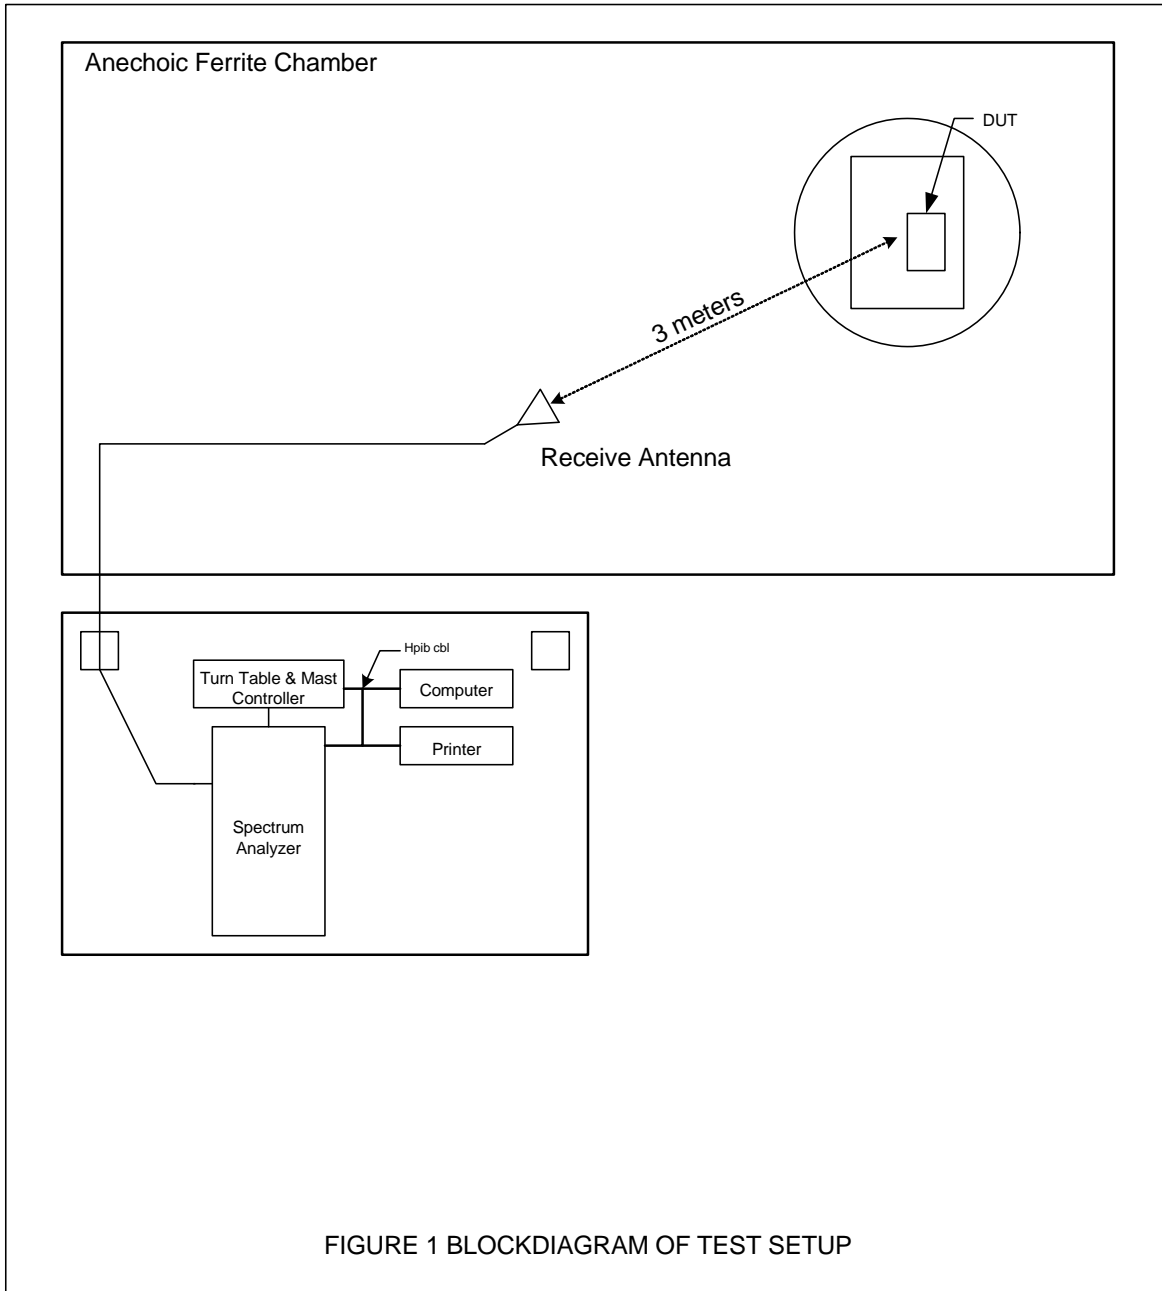 Anechoic Ferrite Chamber
DUT
3 meters
Receive Antenna
Hpib cbl
Turn Table & Mast
Controller
Computer
Printer
Spectrum
Analyzer
FIGURE 1 BLOCKDIAGRAM OF TEST SETUP